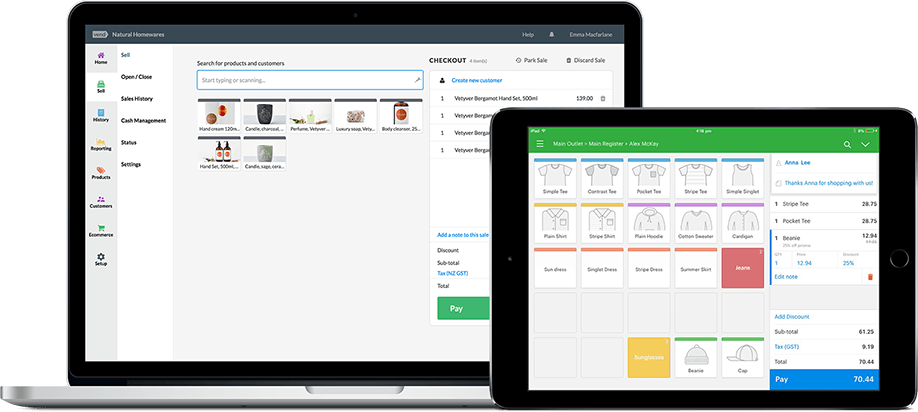 vend Natural Homewares
Help
Emma Macfarlane
Home
Sell
History
Reporting
Products
Customers
Ecommerce
Setup
Sell
Open / Close
Sales History
Cash Management
Status
Settings
Search for products and customers
Start typing or scanning...
Hand cream 120m...
Candle, charcoal, ...
Perfume, Vetyver ...
Luxury soap, Vety...
Body cleanser, 25...
Hand Set, 500ml, ...
Candle, sage, cera...
CHECKOUT 4 item(s)
Park Sale
Discard Sale
Create new customer
1 Vetyver Bergamot Hand Set, 500ml 139.00
1 Vetyver Berga
1 Vetyver Berga
1 Vetyver Berga
Add a note to this sale
Discount
Sub-total
Tax (NZ GST)
Total
Pay
iPad
4:16 pm
Main Outlet > Main Register > Alex McKay
Simple Tee
Contrast Tee
Pocket Tee
Stripe Tee
Simple Singlet
Plain Shirt
Stripe Shirt
Plain Hoodie
Cotton Sweater
Cardigan
Sun dress
Singlet Dress
Stripe Dress
Summer Skirt
Jeans
Sunglasses
Beanie
Cap
Anna Lee
Thanks Anna for shopping with us!
1 Stripe Tee 28.75
1 Pocket Tee 28.75
1 Beanie 12.94
25% off promo
QTY Price Discount
1 12.94 25%
Edit note
Add Discount
Sub-total 61.25
Tax (GST) 9.19
Total 70.44
Pay 70.44